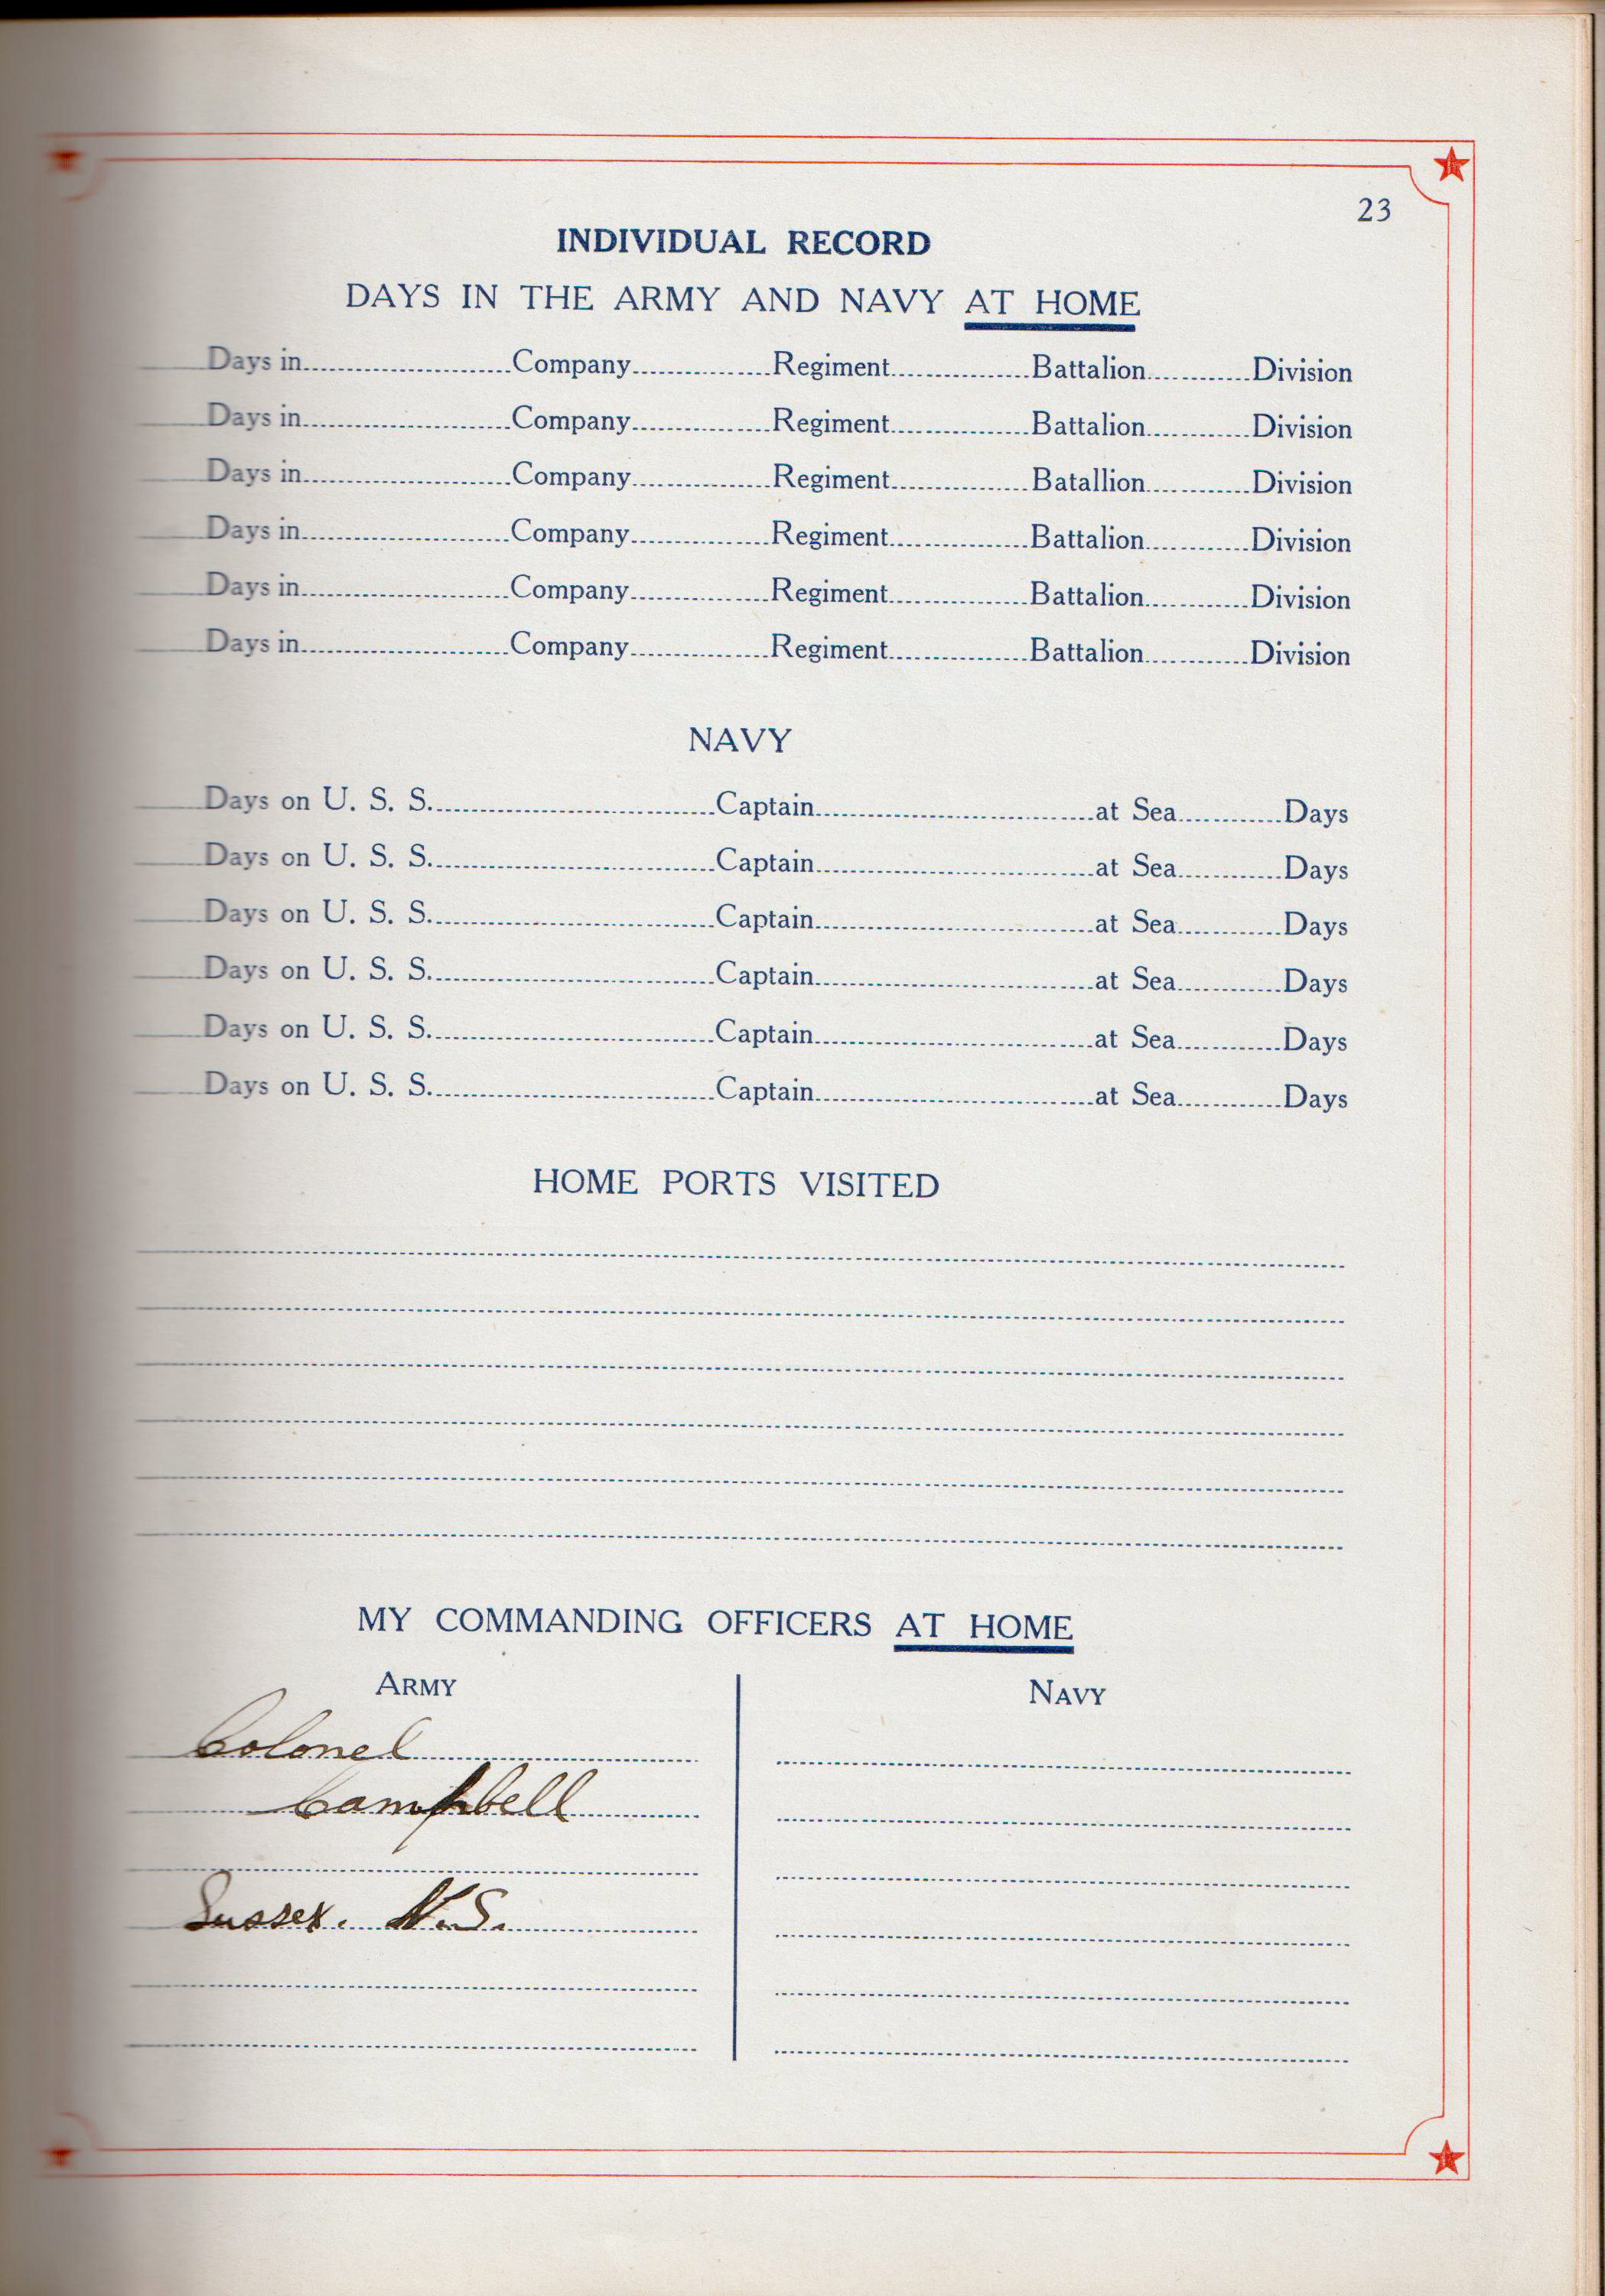 23
INDIVIDUAL RECORD
DAYS IN THE ARMY AND NAVY AT HOME
Days in Company Regiment Battalion Division
Days in Company Regiment Battalion Division
Days in Company Regiment Batallion Division
Days in Company Regiment Battalion Division
Days in Company Regiment Battalion Division
Days in Company Regiment Battalion Division
NAVY
Days on U. S. S. Captain at Sea Days
Days on U. S. S. Captain at Sea Days
Days on U. S. S. Captain at Sea Days
Days on U. S. S. Captain at Sea Days
Days on U. S. S. Captain at Sea Days
Days on U. S. S. Captain at Sea Days
HOME PORTS VISITED
MY COMMANDING OFFICERS AT HOME
ARMY NAVY
Colonel
Campbell
Sussex. N.S.